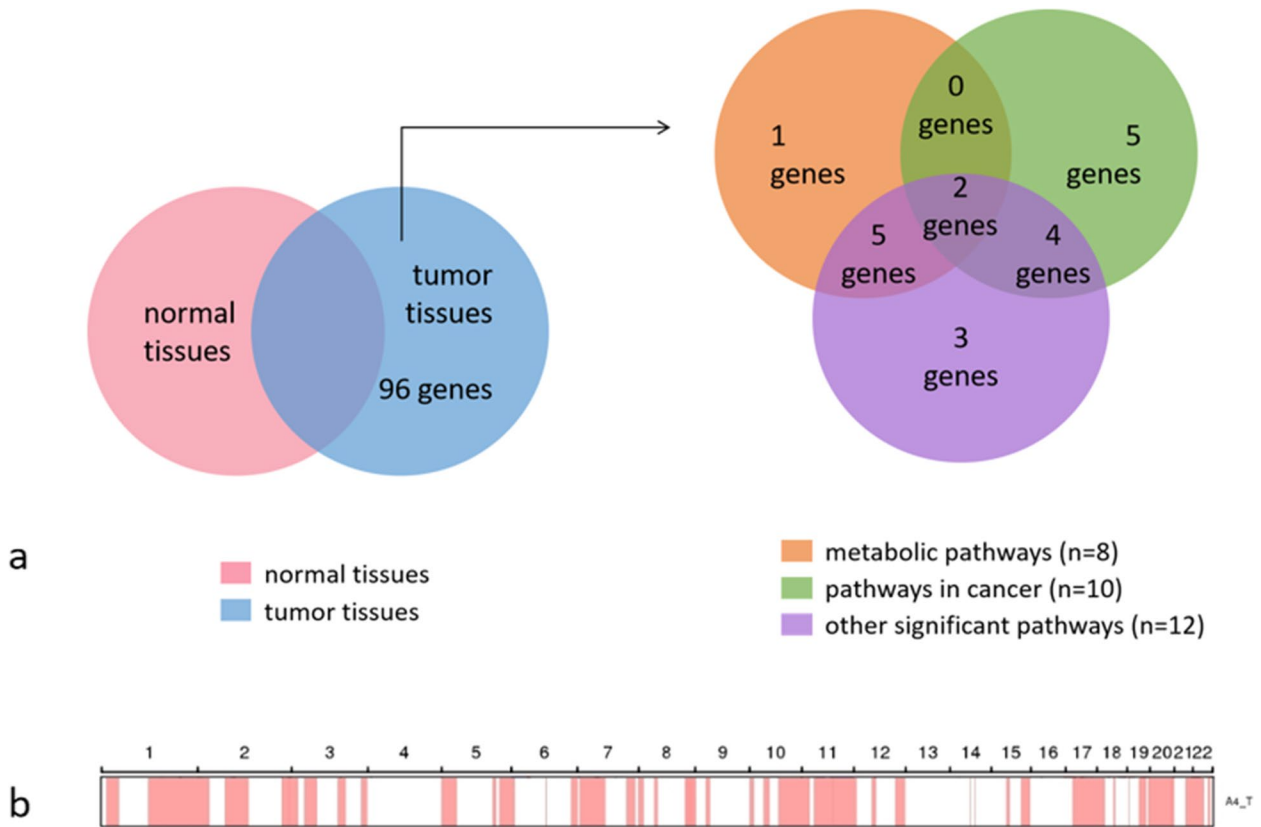 normal
tissues
tumor
tissues
96 genes
1
genes
0
genes
5
genes
2
genes
5
genes
4
genes
3
genes
a
normal tissues
tumor tissues
metabolic pathways (n=8)
pathways in cancer (n=10)
other significant pathways (n=12)
1 2 3 4 5 6 7 8 9 10 11 12 13 14 15 16 17 18 19 20 21 22
b
A4_T